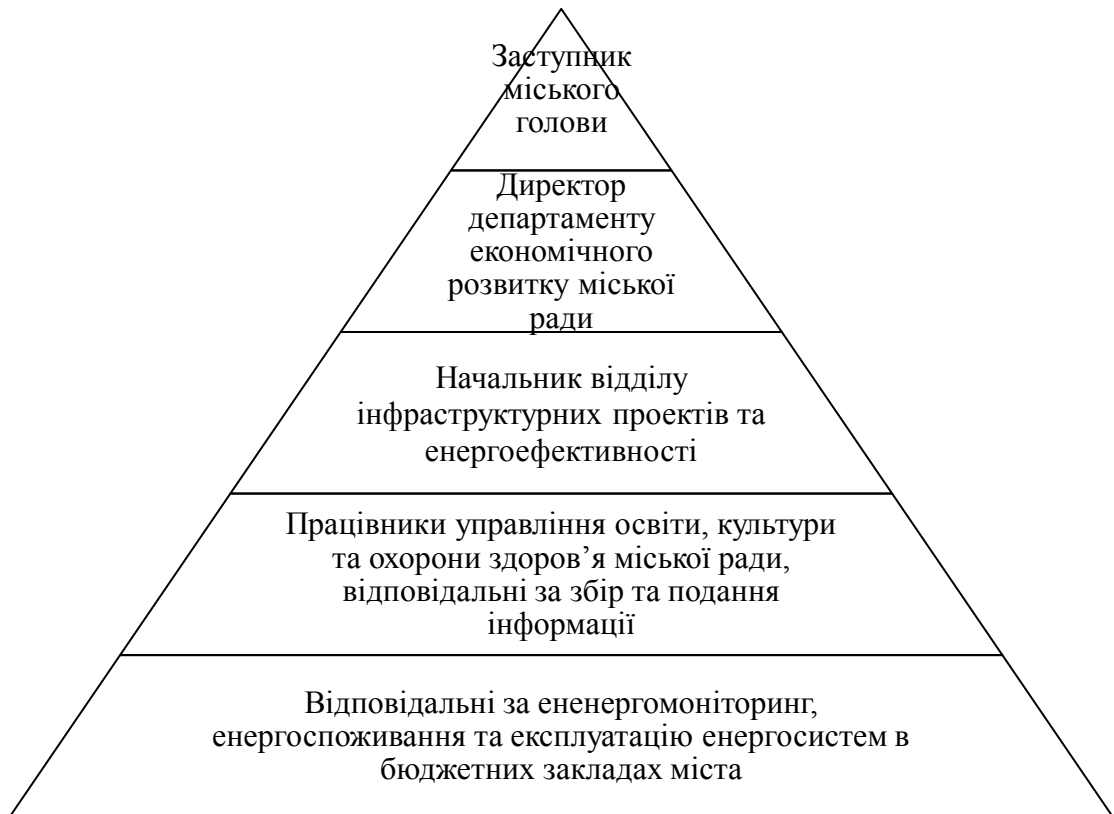 Заступник
міського
голови
Директор
департаменту
економічного
розвитку міської
ради
Начальник відділу
інфраструктурних проектів та
енергоефективності
Працівники управління освіти, культури
та охорони здоров’я міської ради,
відповідальні за збір та подання
інформації
Відповідальні за ененергомоніторинг,
енергоспоживання та експлуатацію енергосистем в
бюджетних закладах міста